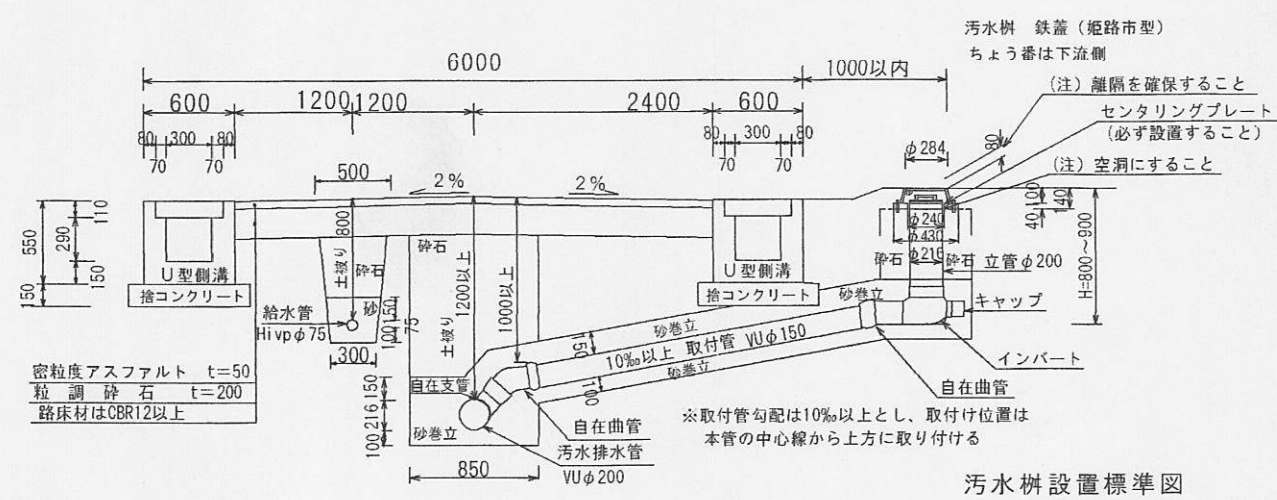 汚水桝 鉄蓋（姫路市型）
ちょう番は下流側
6000
1000以内
(注) 離隔を確保すること
600
1200
1200
2400
600
センタリングプレート
(必ず設置すること)
80
300
80
70
70
80
300
80
70
70
φ284
80
(注) 空洞にすること
500
2％
2％
110
550
290
150
150
800
土被り
砕石
砕石
1200以上
土被り
1000以上
100
140
40
φ240
φ430
φ216
砕石
砕石
立管φ200
H=800～900
U型側溝
捨コンクリート
U型側溝
捨コンクリート
給水管
Hivpφ75
砂
150
100
75
300
砂巻立
キャップ
砂巻立
150
10‰以上 取付管 VUφ150
砂巻立
100
インバート
自在曲管
密粒度アスファルト t=50
粒調砕石 t=200
路床材はCBR12以上
自在支管
150
216
100
砂巻立
自在曲管
汚水排水管
VUφ200
850
※取付管勾配は10‰以上とし、取付け位置は
本管の中心線から上方に取り付ける
汚水桝設置標準図